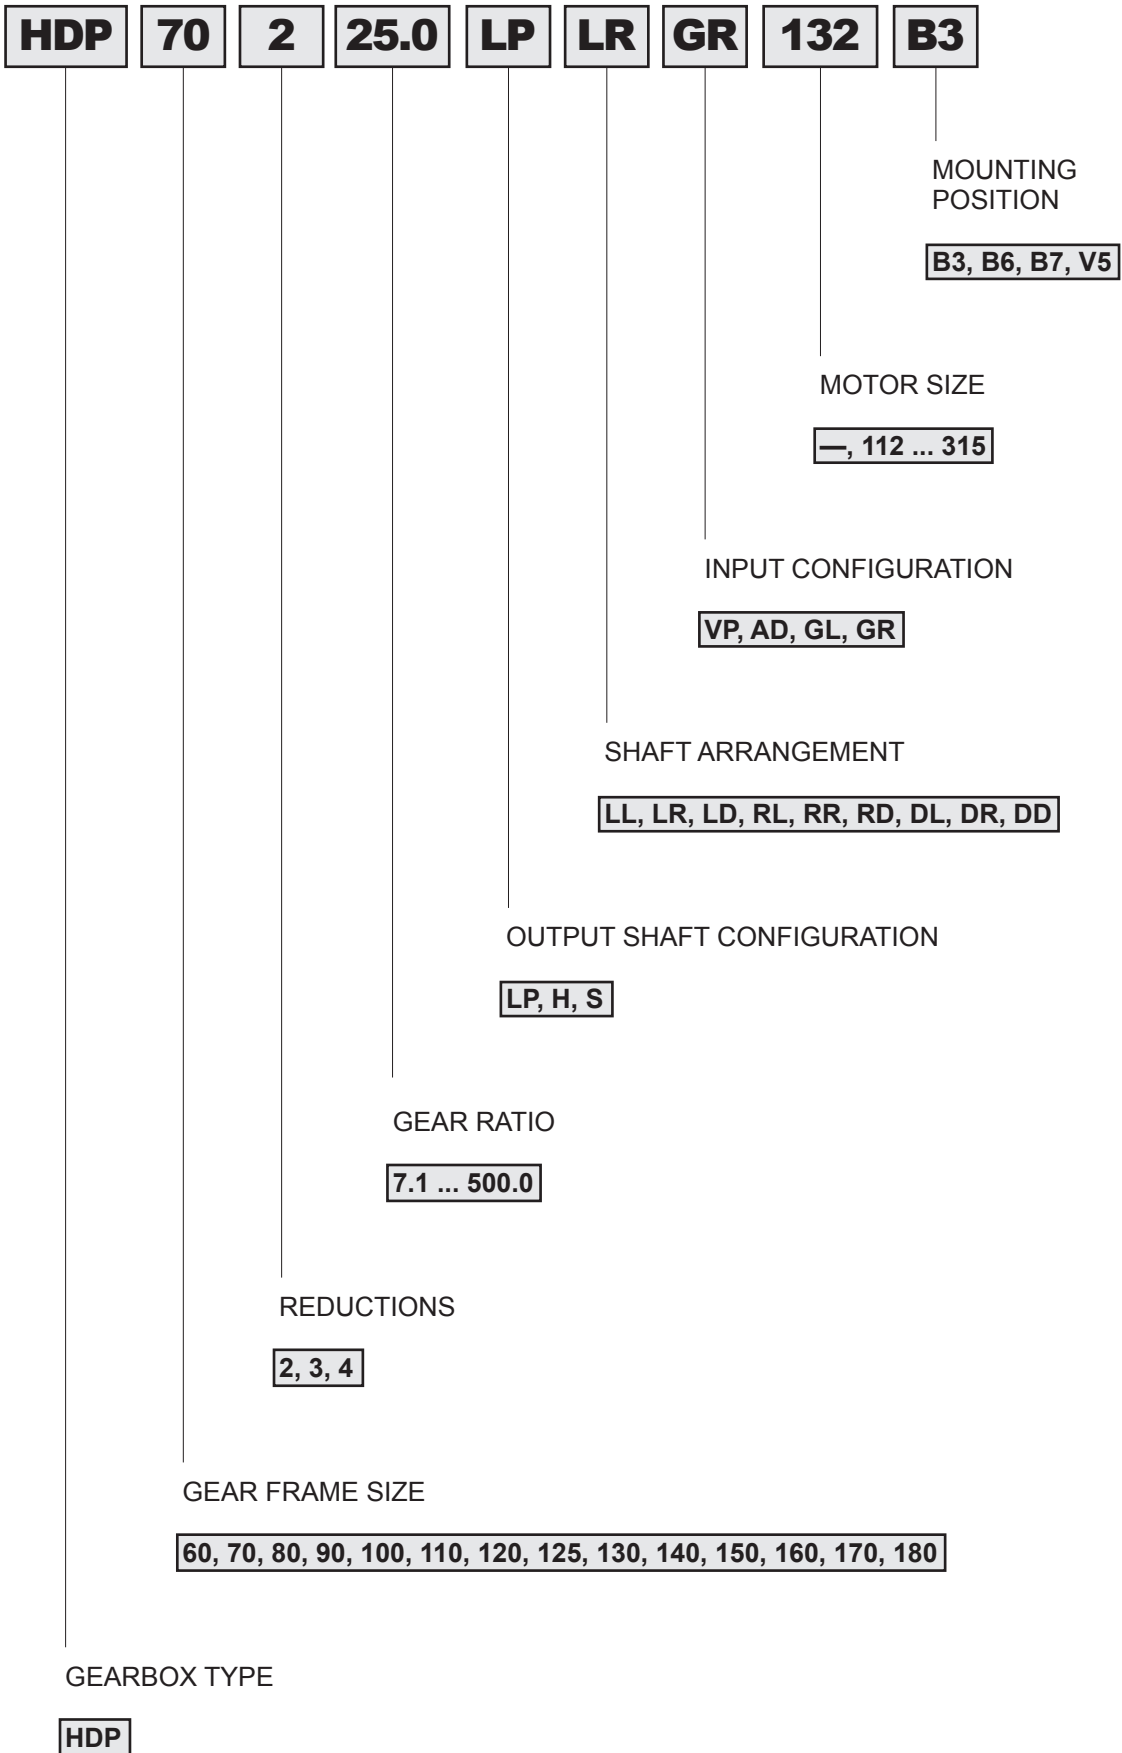 HDP 70 2 25.0 LP LR GR 132 B3
MOUNTING
POSITION
B3, B6, B7, V5
MOTOR SIZE
—, 112 ... 315
INPUT CONFIGURATION
VP, AD, GL, GR
SHAFT ARRANGEMENT
LL, LR, LD, RL, RR, RD, DL, DR, DD
OUTPUT SHAFT CONFIGURATION
LP, H, S
GEAR RATIO
7.1 ... 500.0
REDUCTIONS
2, 3, 4
GEAR FRAME SIZE
60, 70, 80, 90, 100, 110, 120, 125, 130, 140, 150, 160, 170, 180
GEARBOX TYPE
HDP